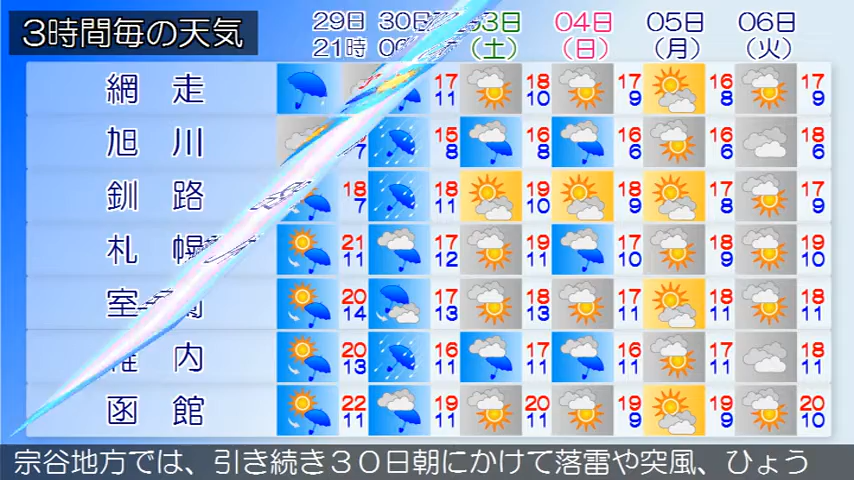 3時間毎の天気
29日 30日 03日 04日 05日 06日
21時 (土) (日) (月) (火)
網走 17 11 18 10 17 9 16 8 17 9
旭川 7 15 8 16 8 16 6 16 6 18 6
釧路 18 7 18 11 19 10 18 9 17 8 17 9
札幌 21 11 17 12 19 11 17 10 18 9 19 10
室蘭 20 14 17 13 18 13 17 11 18 11 18 11
稚内 20 13 16 11 17 11 16 11 17 11 18 11
函館 22 11 19 11 20 11 19 9 19 9 20 10
宗谷地方では、引き続き30日朝にかけて落雷や突風、ひょう